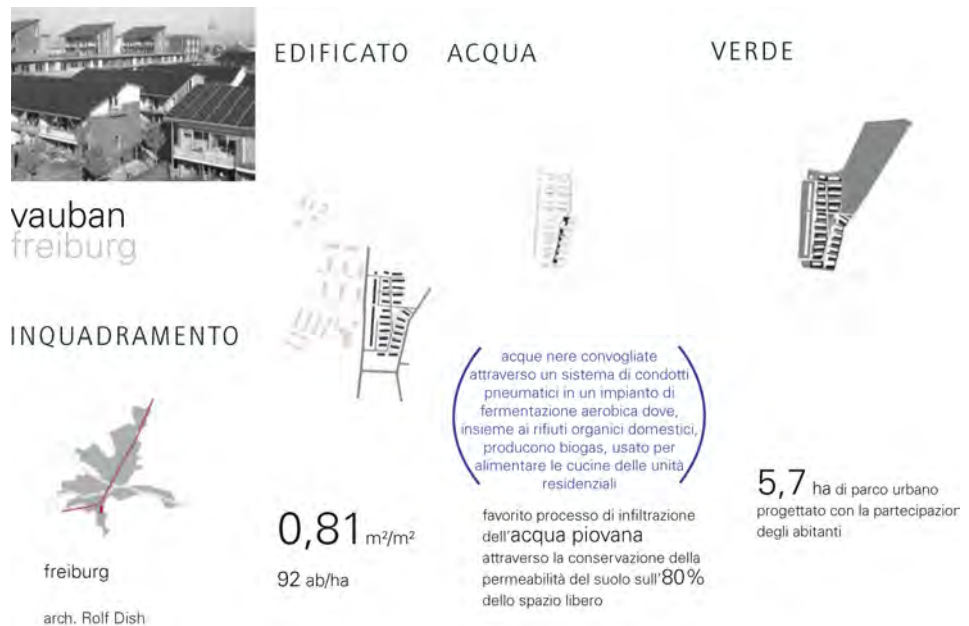 EDIFICATO
ACQUA
VERDE
vauban
freiburg
INQUADRAMENTO
freiburg
arch. Rolf Dish
0,81 m²/m²
92 ab/ha
acque nere convogliate
attraverso un sistema di condotti
pneumatici in un impianto di
fermentazione aerobica dove,
insieme ai rifiuti organici domestici,
producono biogas, usato per
alimentare le cucine delle unità
residenziali
favorito processo di infiltrazione
dell'acqua piovana
attraverso la conservazione della
permeabilità del suolo sull'80%
dello spazio libero
5,7 ha di parco urbano
progettato con la partecipazion
degli abitanti